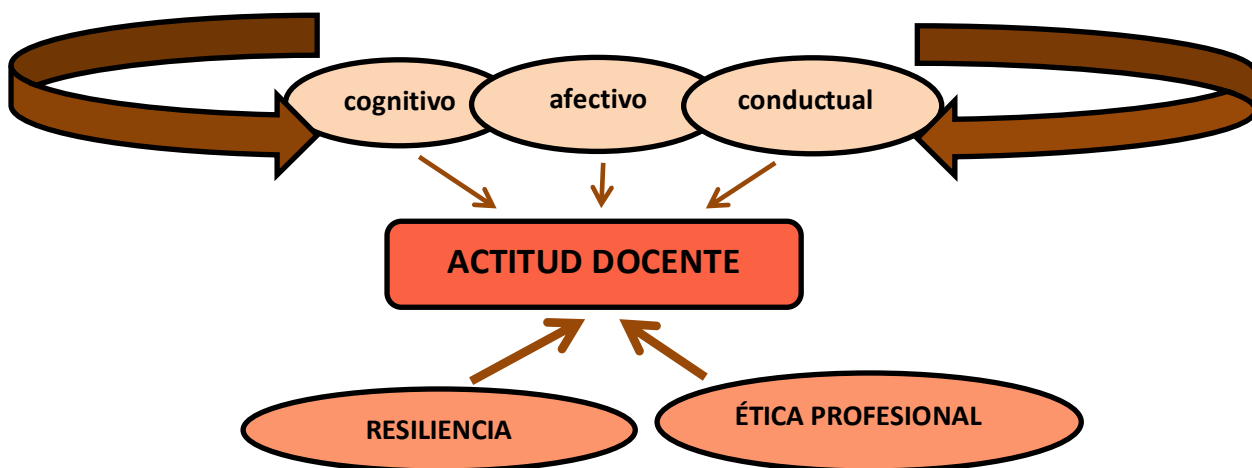 cognitivo
afectivo
conductual
ACTITUD DOCENTE
RESILIENCIA
ÉTICA PROFESIONAL